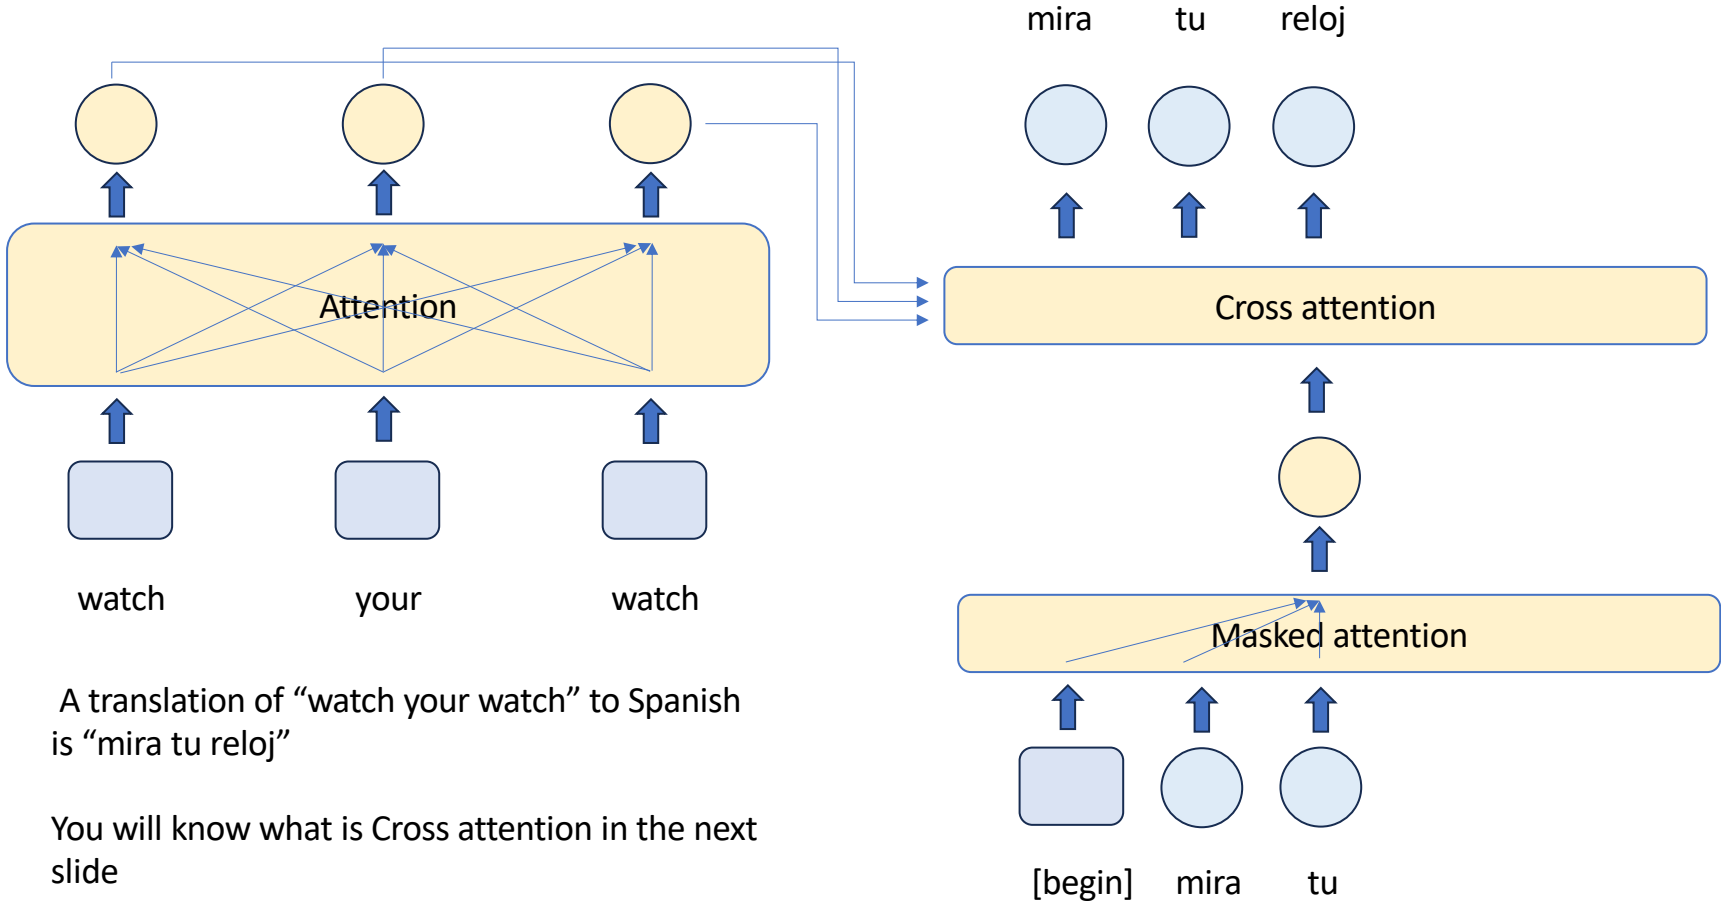 mira tu reloj
Attention
Cross attention
watch your watch
Masked attention
A translation of “watch your watch” to Spanish
is “mira tu reloj”
You will know what is Cross attention in the next
slide
[begin] mira tu